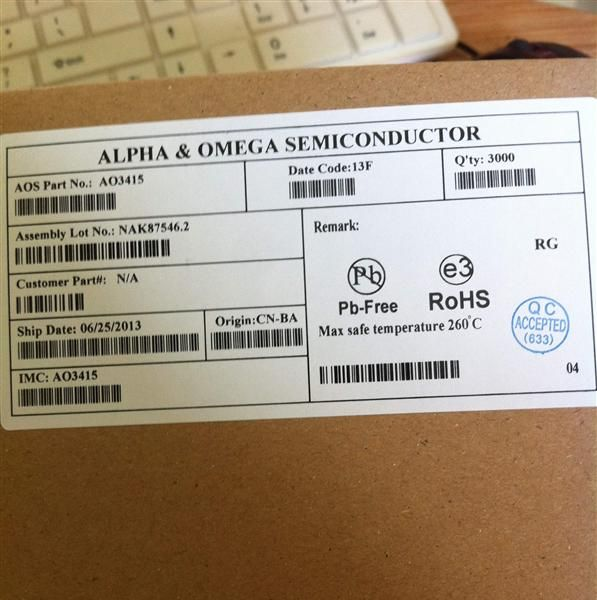 ALPHA & OMEGA SEMICONDUCTOR
AOS Part No.: AO3415
Date Code:13F
Q'ty: 3000
Assembly Lot No.: NAK87546.2
Customer Part#: N/A
Ship Date: 06/25/2013
Origin:CN-BA
IMC: AO3415
Remark:
RG
Pb
e3
Pb-Free
RoHS
Max safe temperature 260°C
QC
ACCEPTED
(633)
04